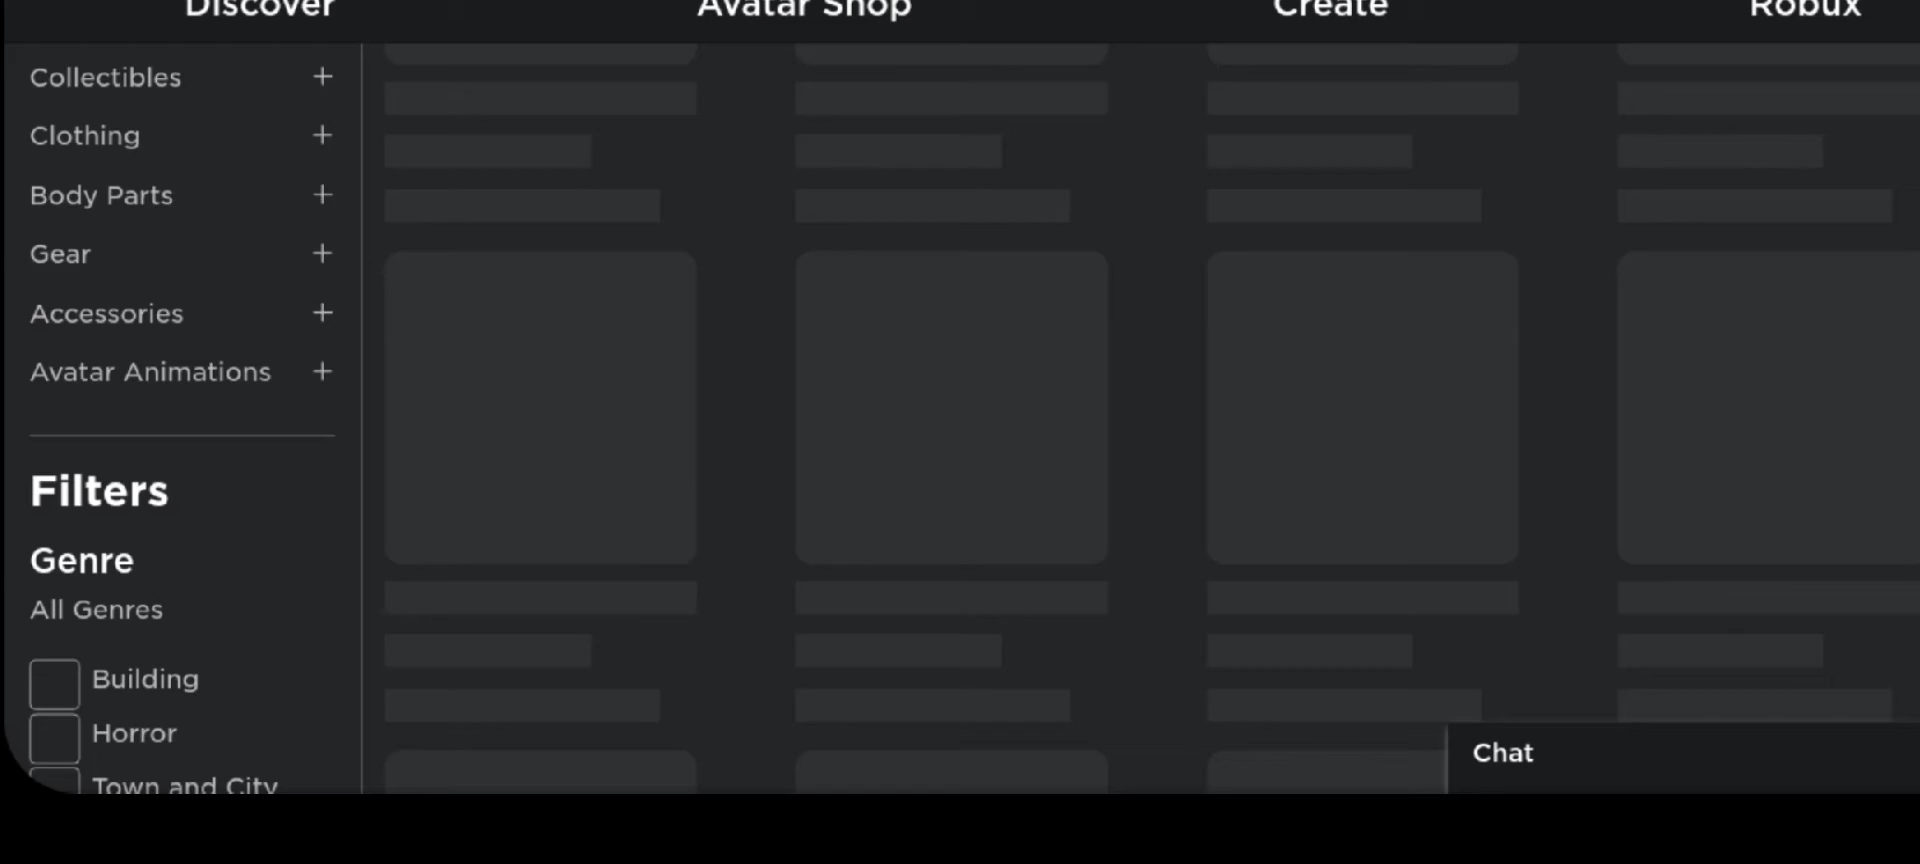 Discover Avatar Shop Create Robux
Collectibles +
Clothing +
Body Parts +
Gear +
Accessories +
Avatar Animations +
Filters
Genre
All Genres
Building
Horror
Town and City
Chat